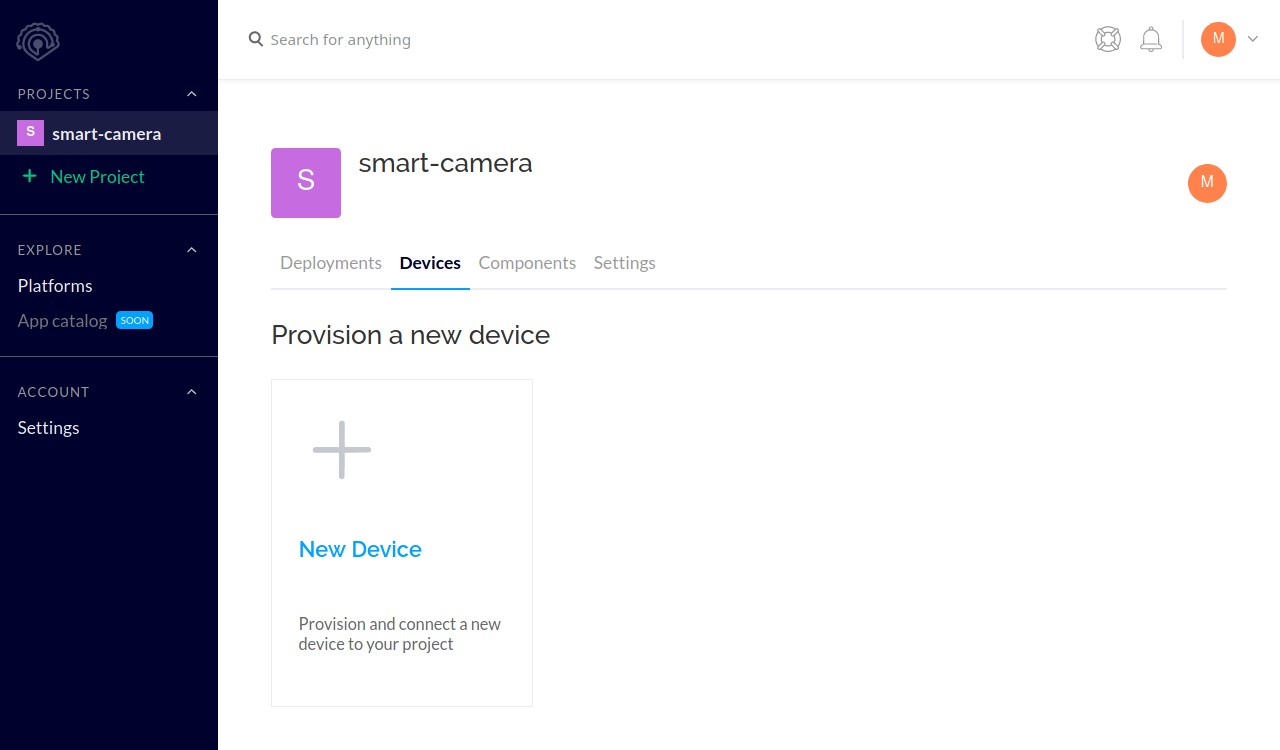 Search for anything
M
PROJECTS
S smart-camera
+ New Project
EXPLORE
Platforms
App catalog SOON
ACCOUNT
Settings
S
smart-camera
M
Deployments Devices Components Settings
Provision a new device
New Device
Provision and connect a new
device to your project